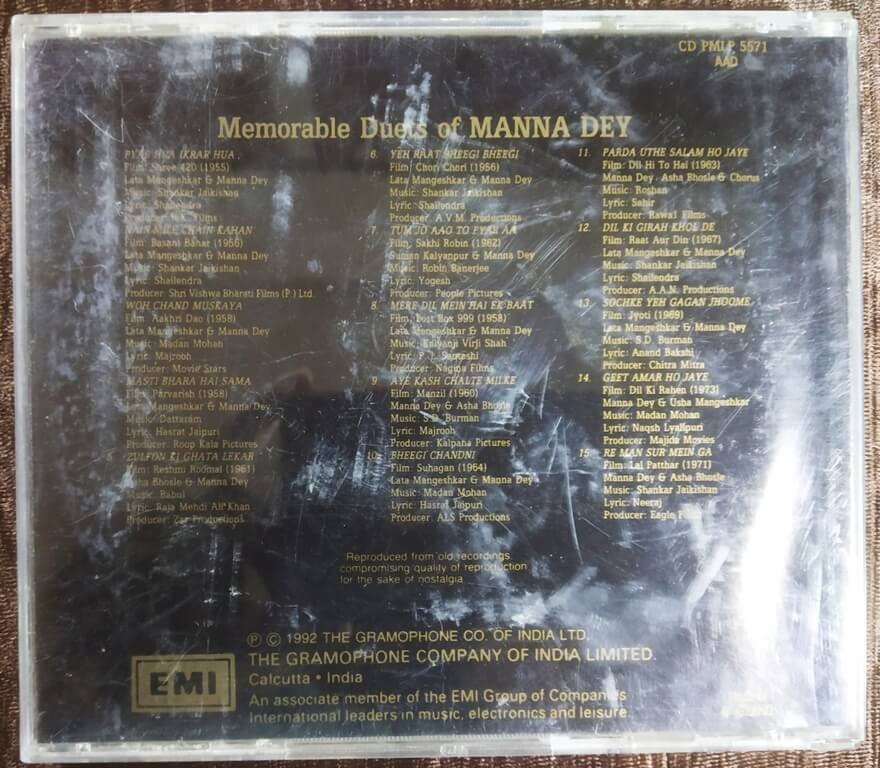 CD PMLP 5571
AAD
Memorable Duets of MANNA DEY
PYAR HUA IKRAR HUA
Film: Shree 420 (1955)
Lata Mangeshkar & Manna Dey
Music: Shankar Jaikishan
Lyric: Shailendra
Producer: R.K. Films
NAIN MILE CHAIN KAHAN
Film: Basant Bahar (1956)
Lata Mangeshkar & Manna Dey
Music: Shankar Jaikishan
Lyric: Shailendra
Producer: Shri Vishwa Bharati Films (P.) Ltd.
WOH CHAND MUSKAYA
Film: Aakhri Dao (1958)
Lata Mangeshkar & Manna Dey
Music: Madan Mohan
Lyric: Majrooh
Producer: Movie Stars
MASTI BHARA HAI SAMA
Film: Parvarish (1958)
Lata Mangeshkar & Manna Dey
Music: Dattaram
Lyric: Hasrat Jaipuri
Producer: Roop Kala Pictures
5. ZULFON KI GHATA LEKAR
Film: Reshmi Roomal (1961)
Asha Bhosle & Manna Dey
Music: Babul
Lyric: Raja Mehdi Ali Khan
Producer: Productions
6. YEH RAAT BHEEGI BHEEGI
Film: Chori Chori (1956)
Lata Mangeshkar & Manna Dey
Music: Shankar Jaikishan
Lyric: Shailendra
Producer: A.V.M. Productions
7. TUM JO AAO TO PYAR AA
Film: Sakhi Robin (1962)
Suman Kalyanpur & Manna Dey
Music: Robin Banerjee
Lyric: Yogesh
Producer: People Pictures
8. MERE DIL MEIN HAI EK BAAT
Film: Post Box 999 (1958)
Lata Mangeshkar & Manna Dey
Music: Kalyanji Virji Shah
Lyric: P.L. Santoshi
Producer: Nagina Films
9. AYE KASH CHALTE MILKE
Film: Manzil (1960)
Manna Dey & Asha Bhosle
Music: S.D. Burman
Lyric: Majrooh
Producer: Kalpana Pictures
10. BHEEGI CHANDNI
Film: Suhagan (1964)
Lata Mangeshkar & Manna Dey
Music: Madan Mohan
Lyric: Hasrat Jaipuri
Producer: ALS Productions
11. PARDA UTHE SALAM HO JAYE
Film: Dil Hi To Hai (1963)
Manna Dey, Asha Bhosle & Chorus
Music: Roshan
Lyric: Sahir
Producer: Rawal Films
12. DIL KI GIRAH KHOL DE
Film: Raat Aur Din (1967)
Lata Mangeshkar & Manna Dey
Music: Shankar Jaikishan
Lyric: Shailendra
Producer: A.A.N. Productions
13. SOCHKE YEH GAGAN JHOOME
Film: Jyoti (1969)
Lata Mangeshkar & Manna Dey
Music: S.D. Burman
Lyric: Anand Bakshi
Producer: Chitra Mitra
14. GEET AMAR HO JAYE
Film: Dil Ki Rahen (1973)
Manna Dey & Usha Mangeshkar
Music: Madan Mohan
Lyric: Naqsh Lyallpuri
Producer: Majida Movies
15. RE MAN SUR MEIN GA
Film: Lal Patthar (1971)
Manna Dey & Asha Bhosle
Music: Shankar Jaikishan
Lyric: Neeraj
Producer: Eagle Films
Reproduced from old recordings,
compromising quality of reproduction
for the sake of nostalgia
Ⓟ © 1992 THE GRAMOPHONE CO. OF INDIA LTD.
THE GRAMOPHONE COMPANY OF INDIA LIMITED.
Calcutta • India
EMI
An associate member of the EMI Group of Companies
International leaders in music, electronics and leisure.